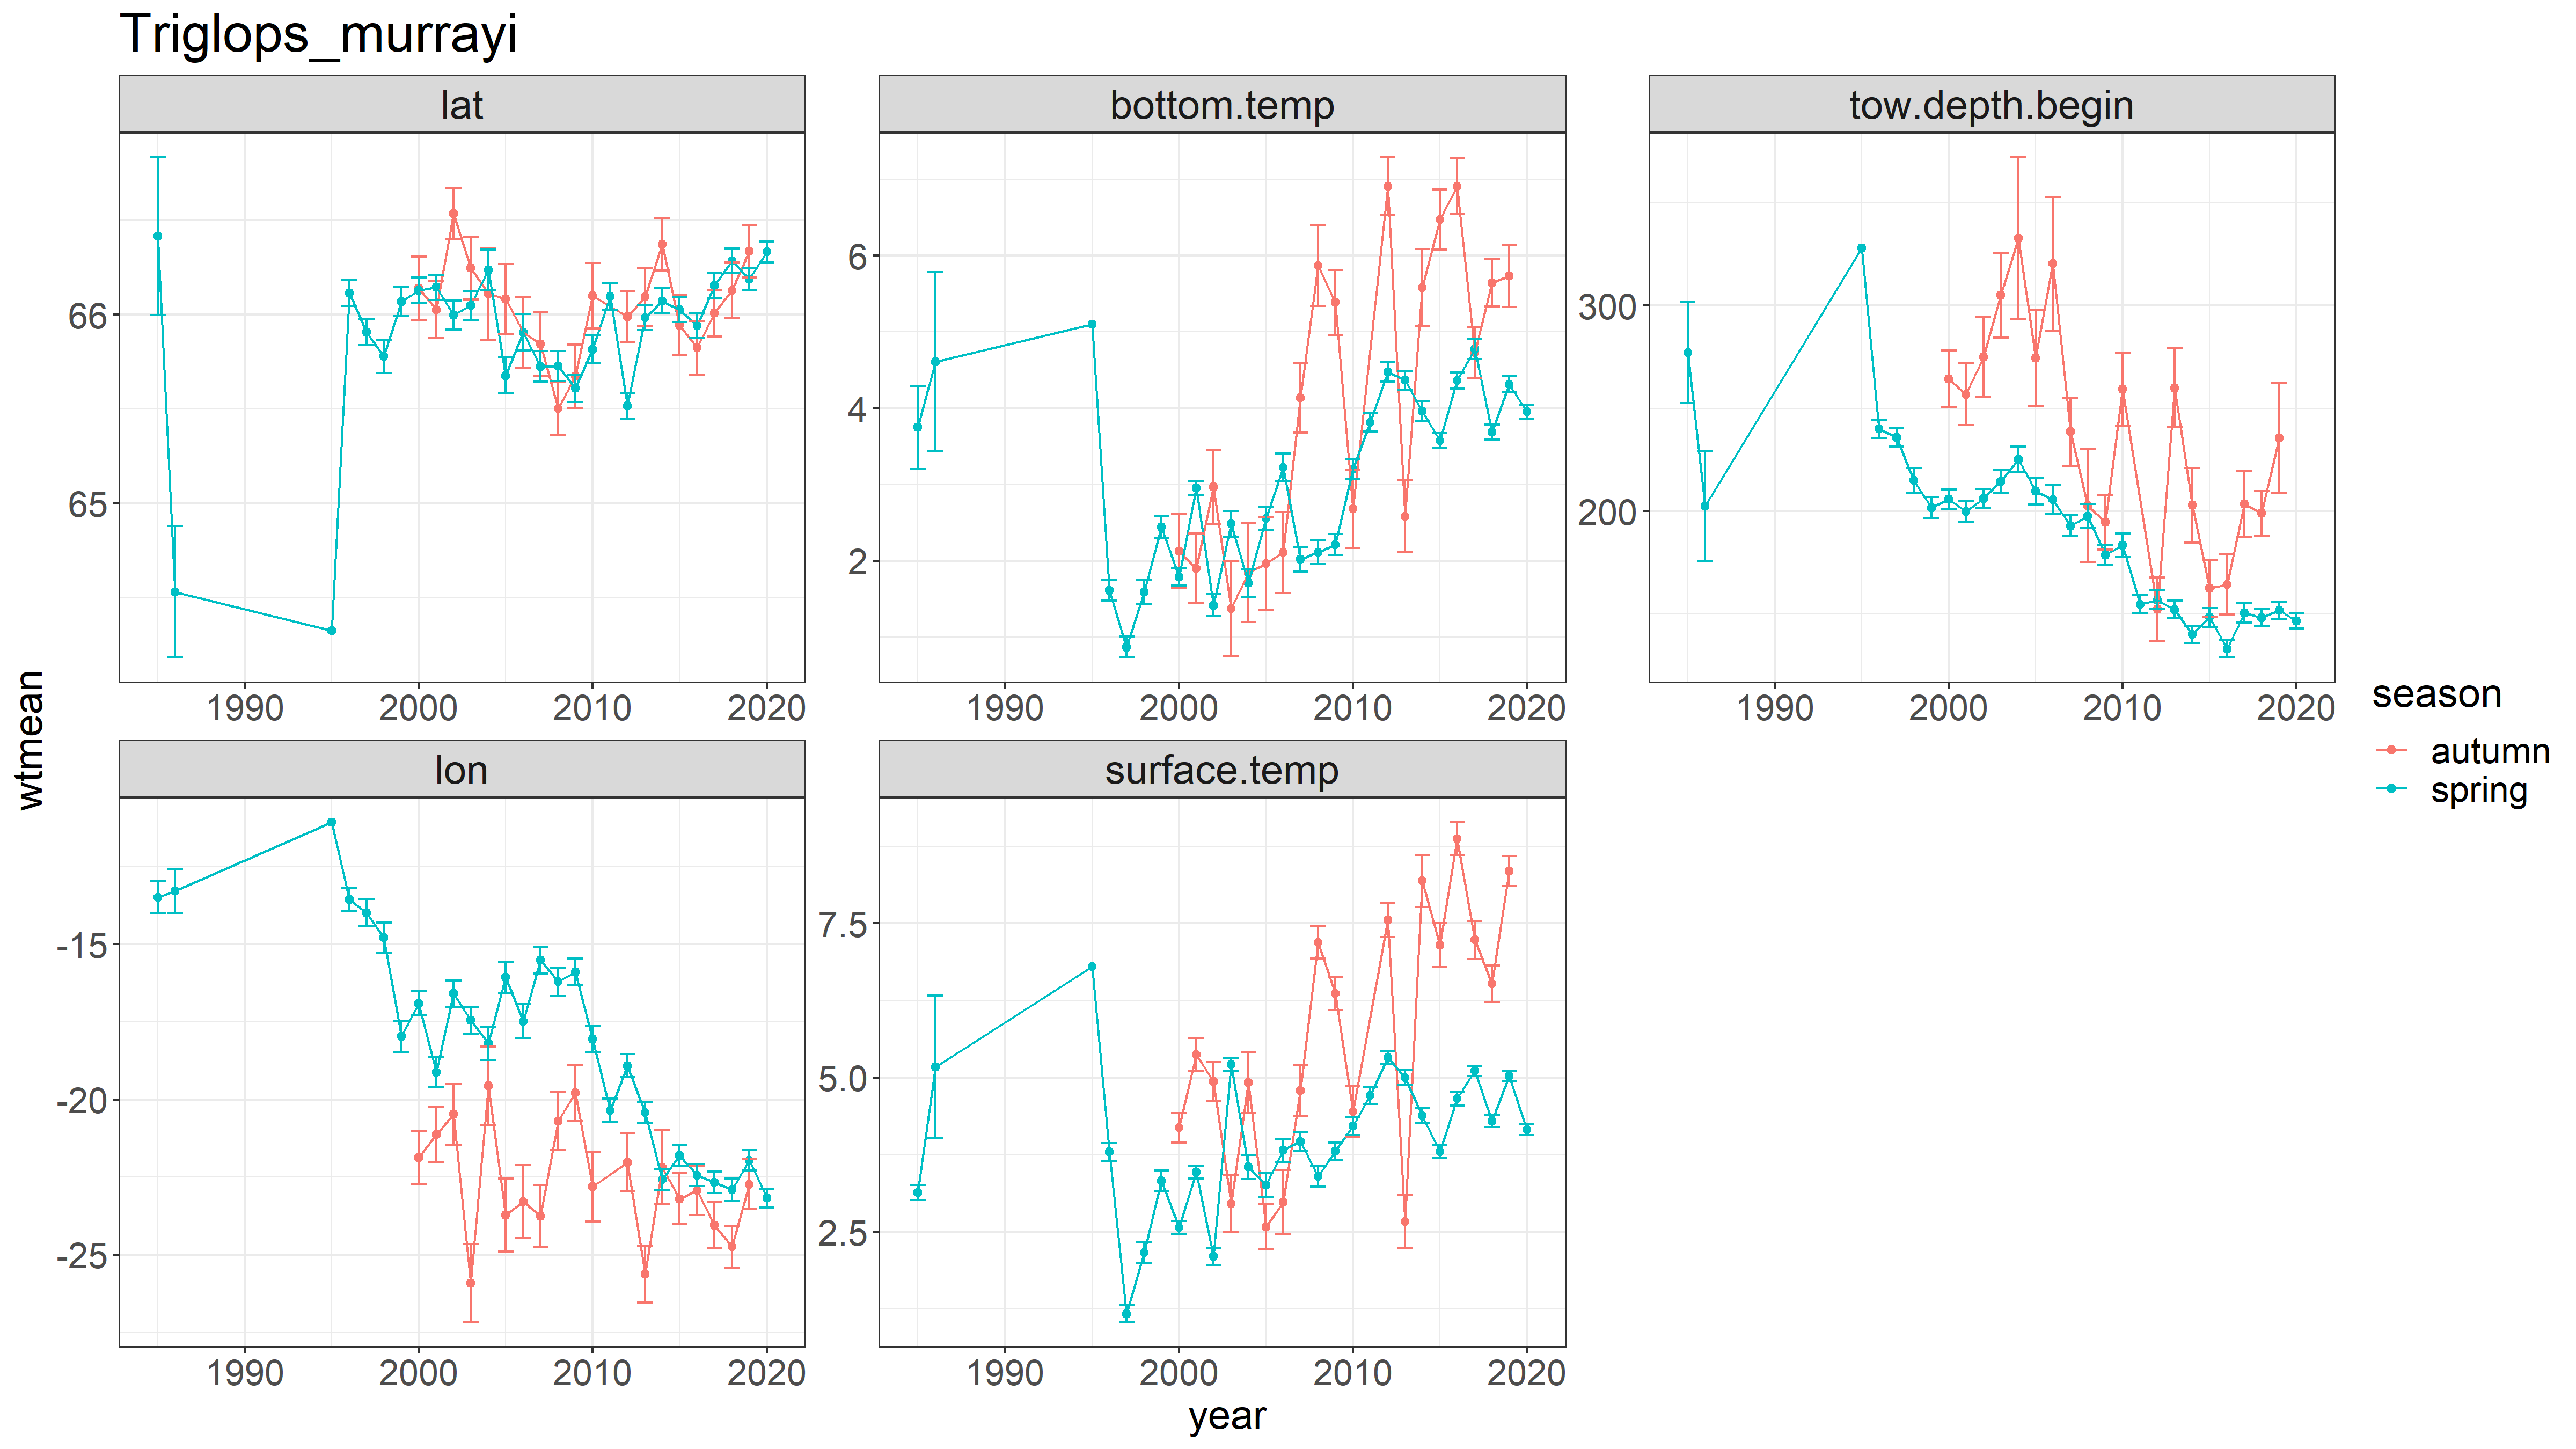 Triglops_murrayi
lat
bottom.temp
tow.depth.begin
66
65
1990 2000 2010 2020
6
4
2
1990 2000 2010 2020
300
200
1990 2000 2010 2020
wtmean
lon
surface.temp
-15
-20
-25
1990 2000 2010 2020
7.5
5.0
2.5
1990 2000 2010 2020
year
season
autumn
spring